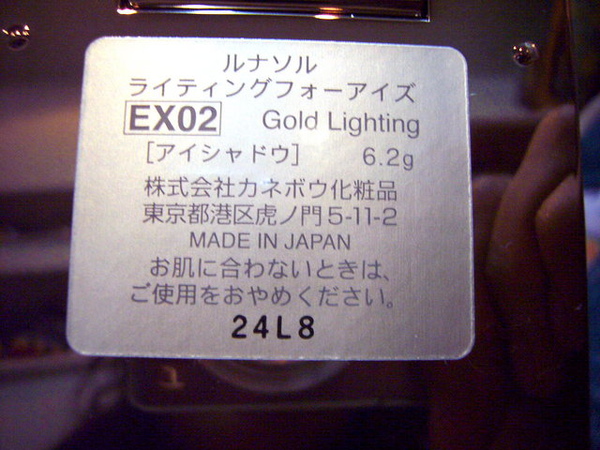 ルナソル
ライティングフォーアイズ
EX02 Gold Lighting
[アイシャドウ] 6.2g
株式会社カネボウ化粧品
東京都港区虎ノ門5-11-2
MADE IN JAPAN
お肌に合わないときは、
ご使用をおやめください。
24L8